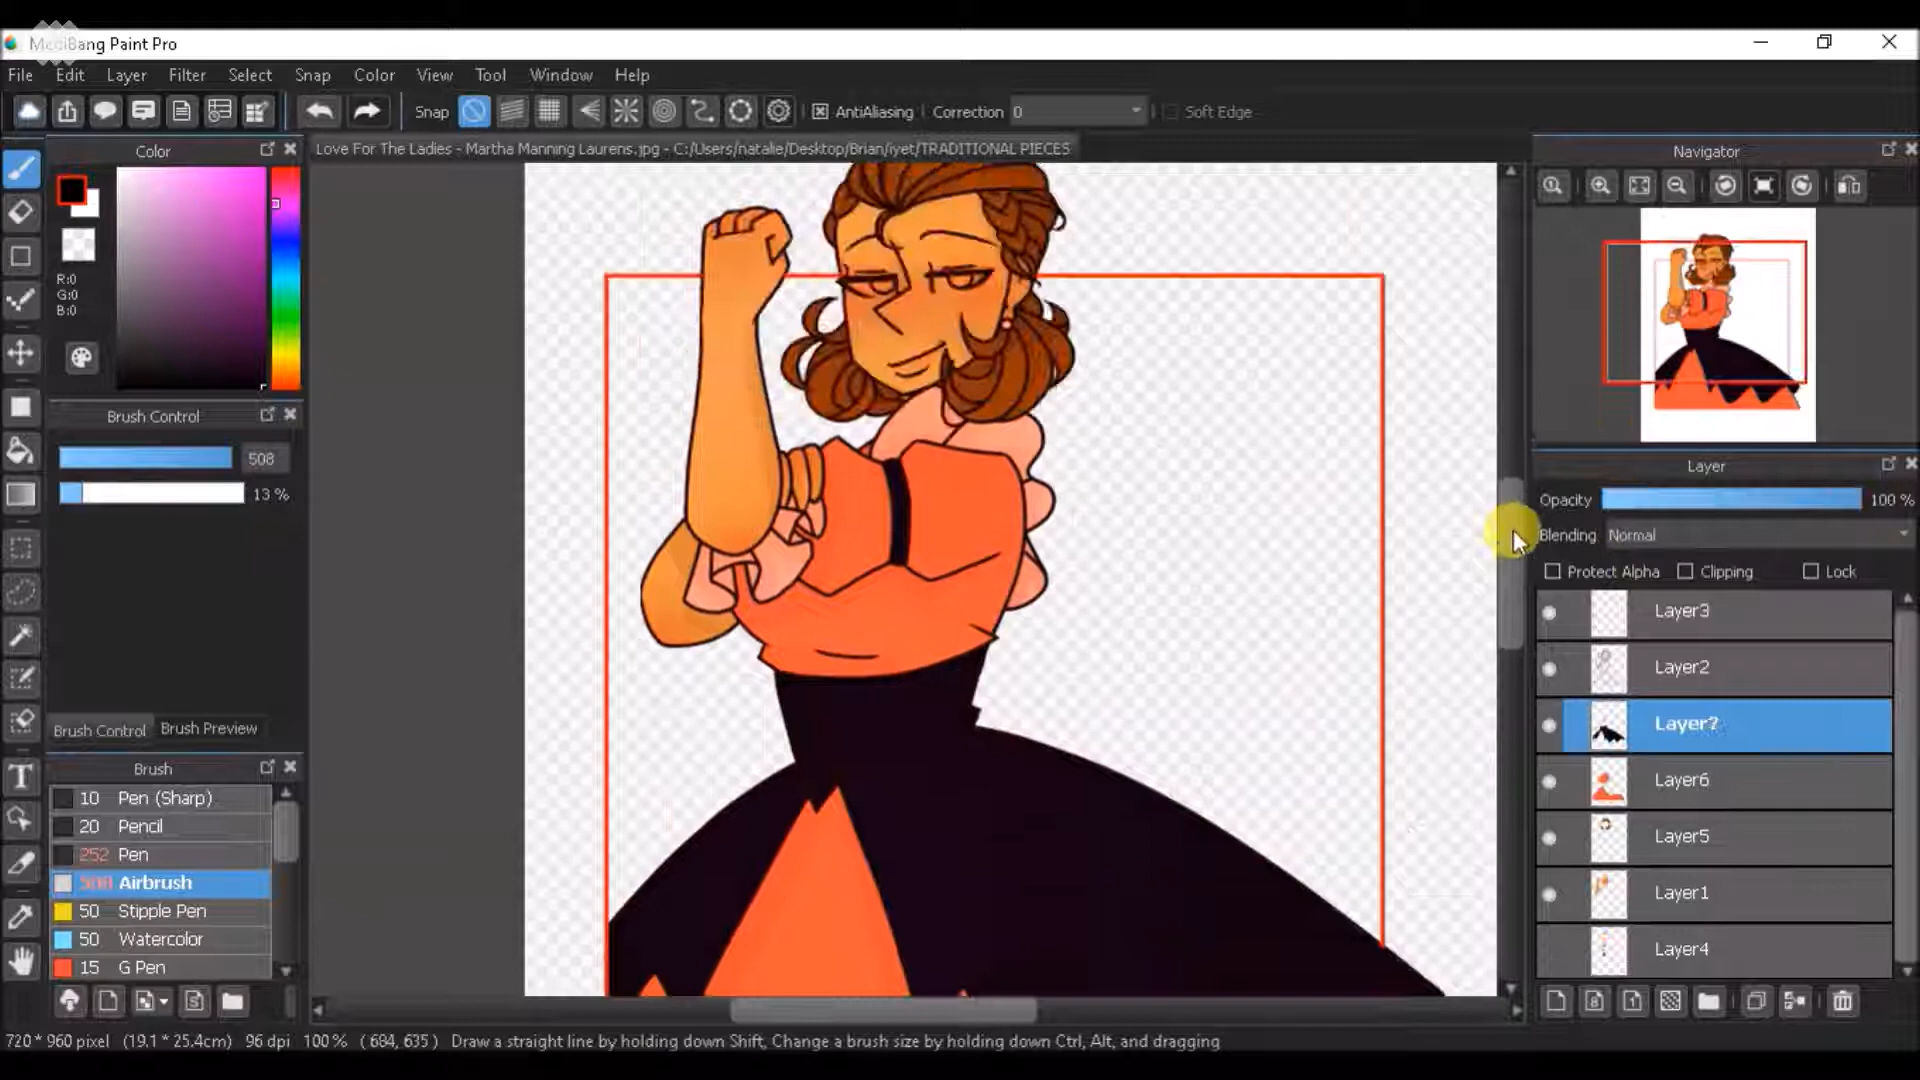 MediBang Paint Pro
File Edit Layer Filter Select Snap Color View Tool Window Help
Snap AntiAliasing Correction 0 Soft Edge
Color
Love For The Ladies - Martha Manning Laurens.jpg - C:/Users/natalie/Desktop/Brian/iyet/TRADITIONAL PIECES
Navigator
R:0
G:0
B:0
Brush Control
508
13 %
Brush Control Brush Preview
Brush
10 Pen (Sharp)
20 Pencil
252 Pen
508 Airbrush
50 Stipple Pen
50 Watercolor
15 G Pen
Layer
Opacity 100 %
Blending Normal
Protect Alpha Clipping Lock
Layer3
Layer2
Layer7
Layer6
Layer5
Layer1
Layer4
720 * 960 pixel (19.1 * 25.4cm) 96 dpi 100 % ( 684, 635 ) Draw a straight line by holding down Shift, Change a brush size by holding down Ctrl, Alt, and dragging